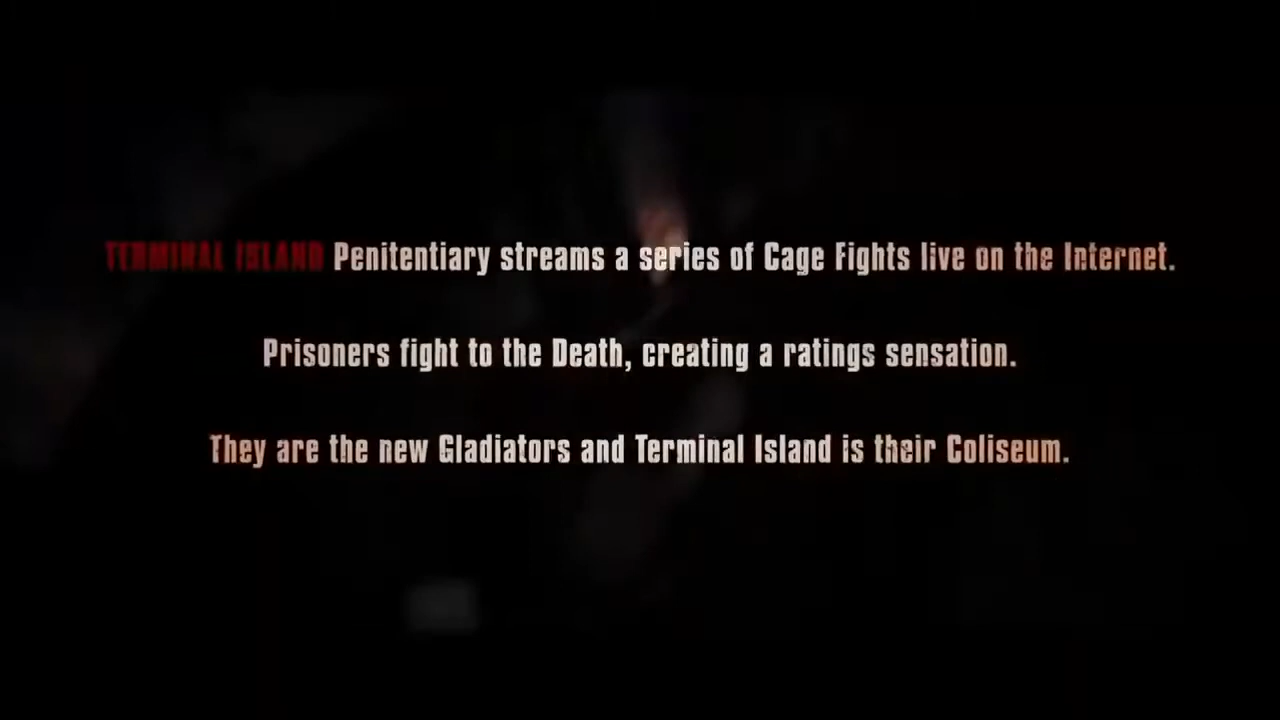 TERMINAL ISLAND Penitentiary streams a series of Cage Fights live on the Internet.
Prisoners fight to the Death, creating a ratings sensation.
They are the new Gladiators and Terminal Island is their Coliseum.